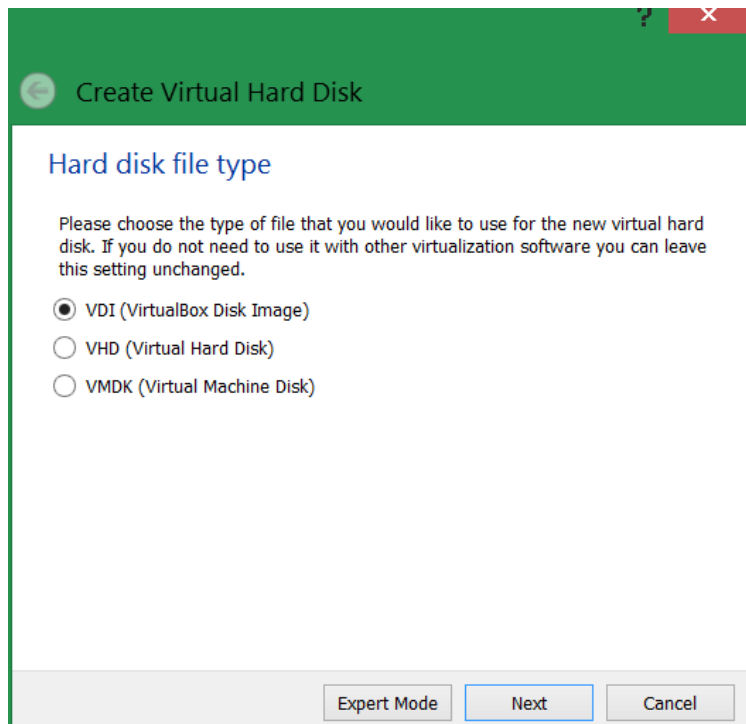 ?
Create Virtual Hard Disk
Hard disk file type
Please choose the type of file that you would like to use for the new virtual hard
disk. If you do not need to use it with other virtualization software you can leave
this setting unchanged.
VDI (VirtualBox Disk Image)
VHD (Virtual Hard Disk)
VMDK (Virtual Machine Disk)
Expert Mode Next Cancel